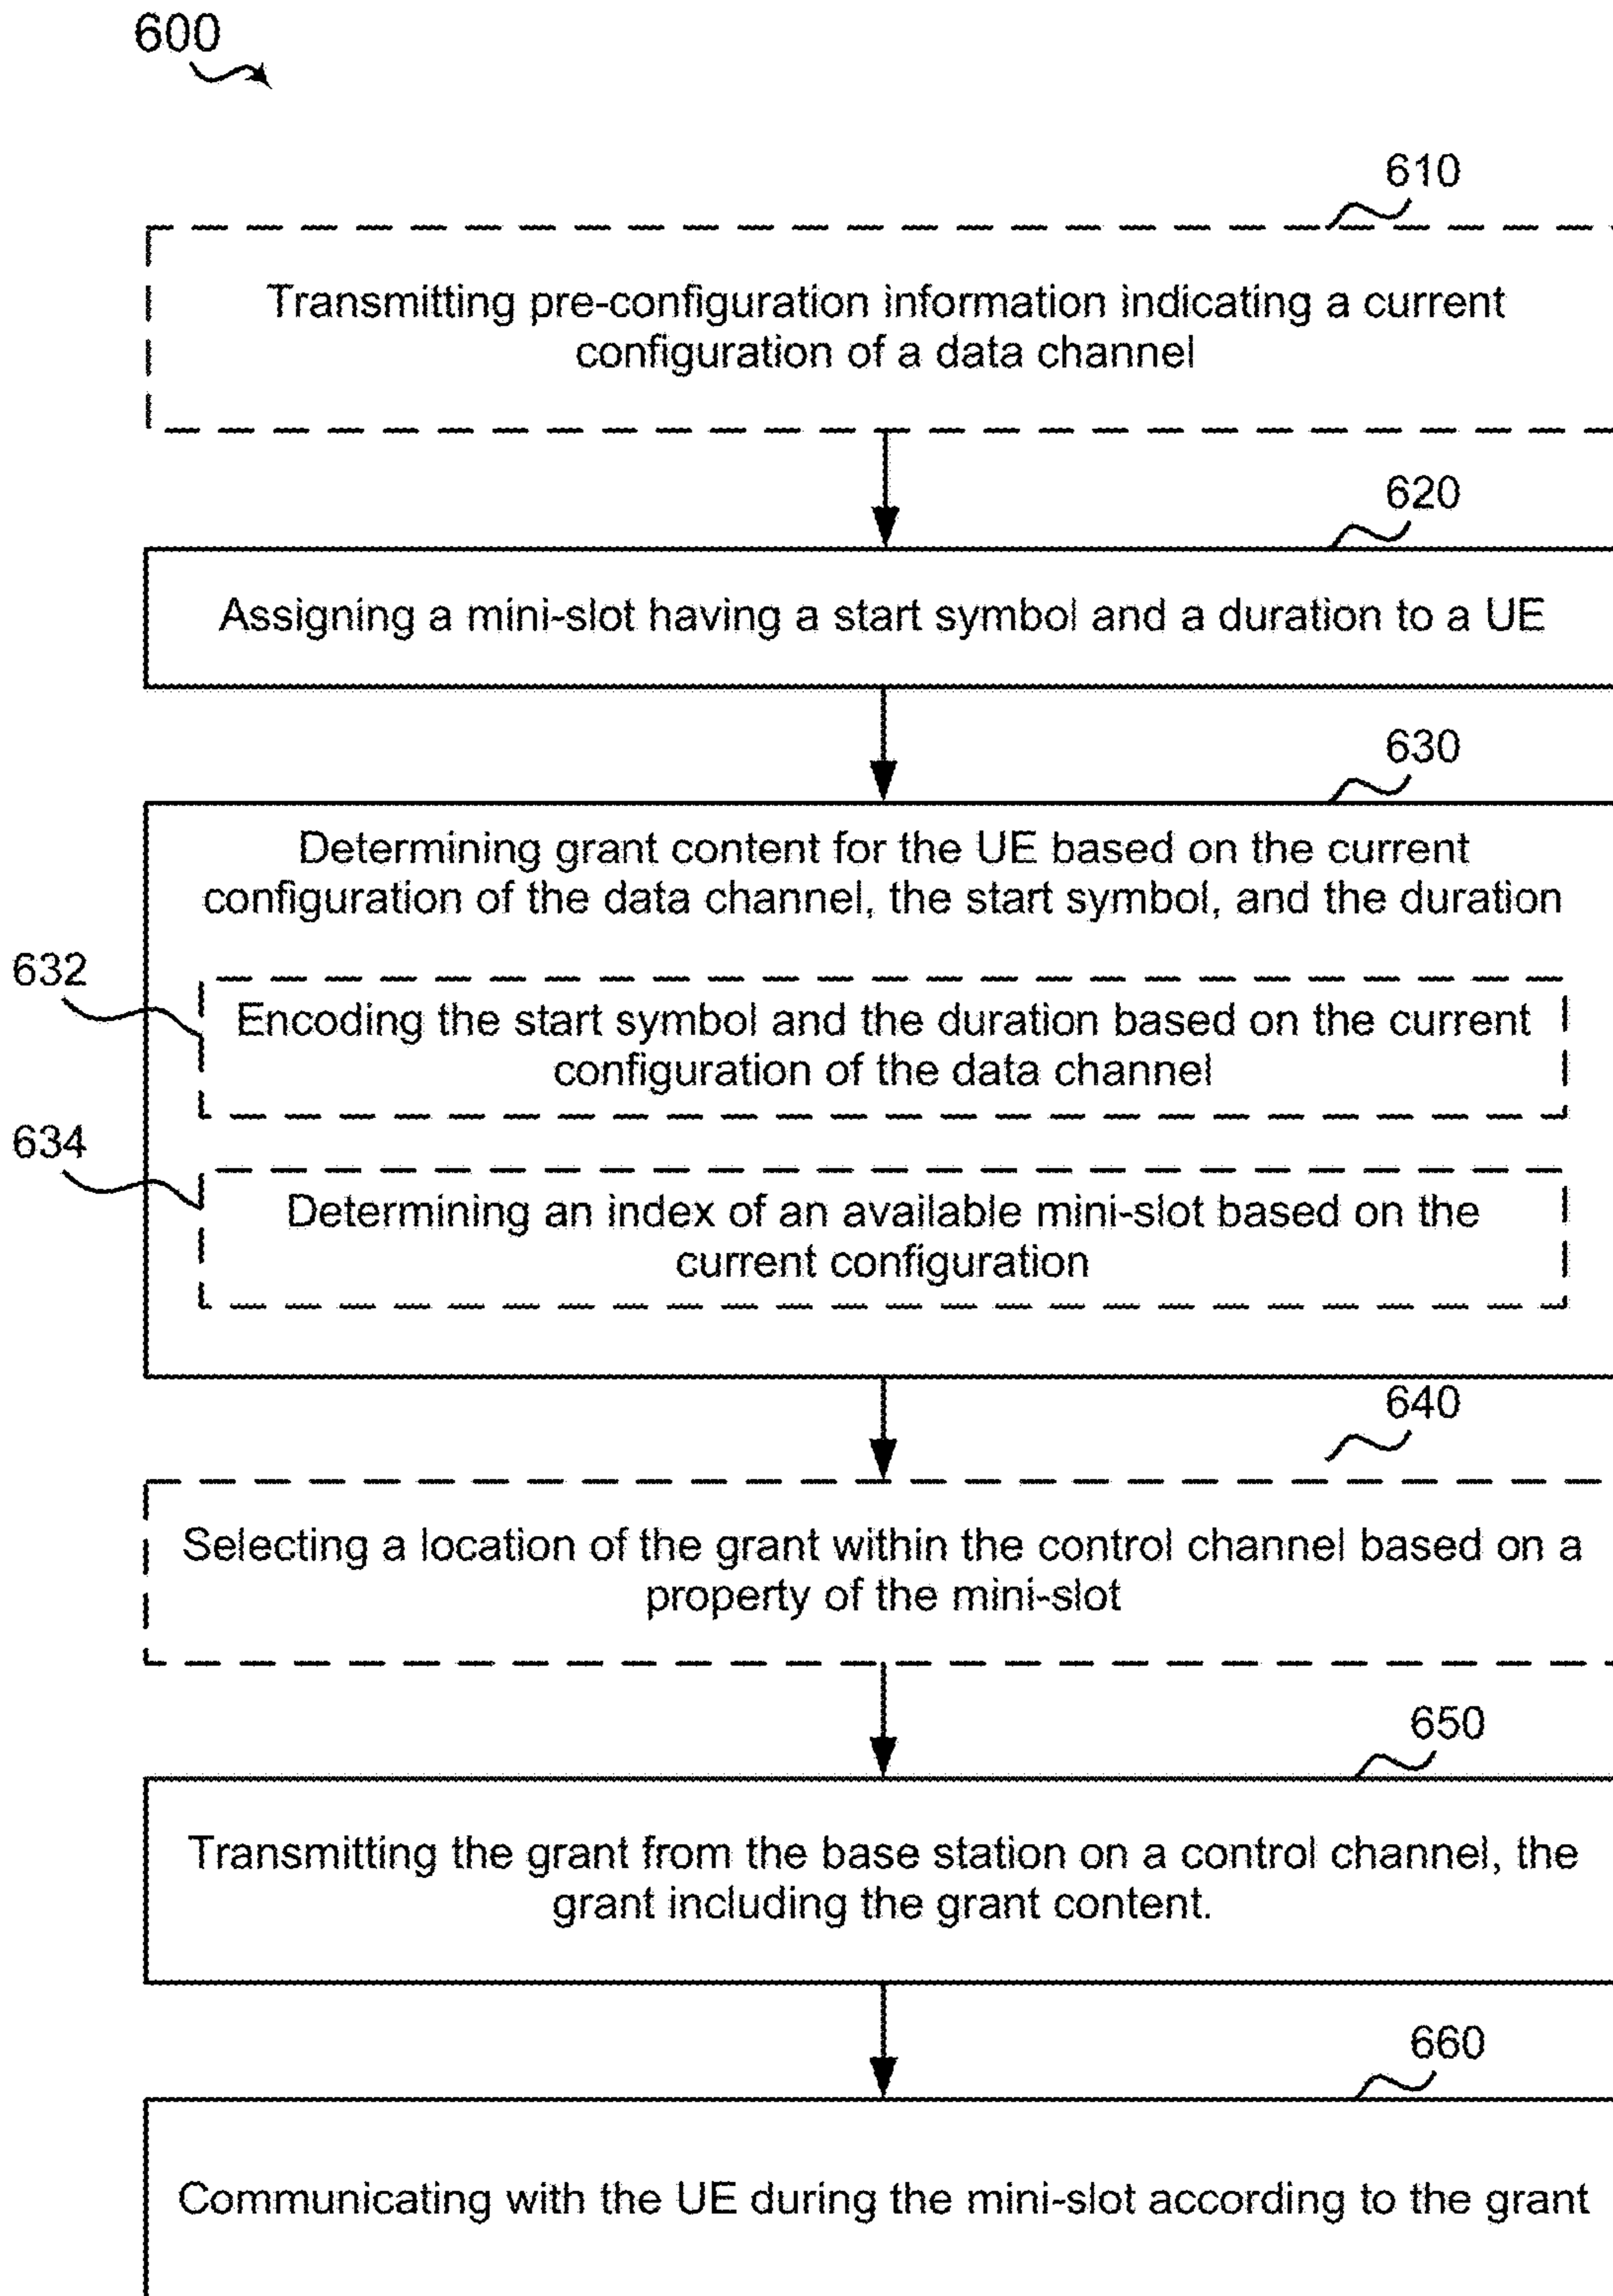 600
610
Transmitting pre-configuration information indicating a current
configuration of a data channel
620
Assigning a mini-slot having a start symbol and a duration to a UE
630
Determining grant content for the UE based on the current
configuration of the data channel, the start symbol, and the duration
632
Encoding the start symbol and the duration based on the current
configuration of the data channel
634
Determining an index of an available mini-slot based on the
current configuration
640
Selecting a location of the grant within the control channel based on a
property of the mini-slot
650
Transmitting the grant from the base station on a control channel, the
grant including the grant content.
660
Communicating with the UE during the mini-slot according to the grant